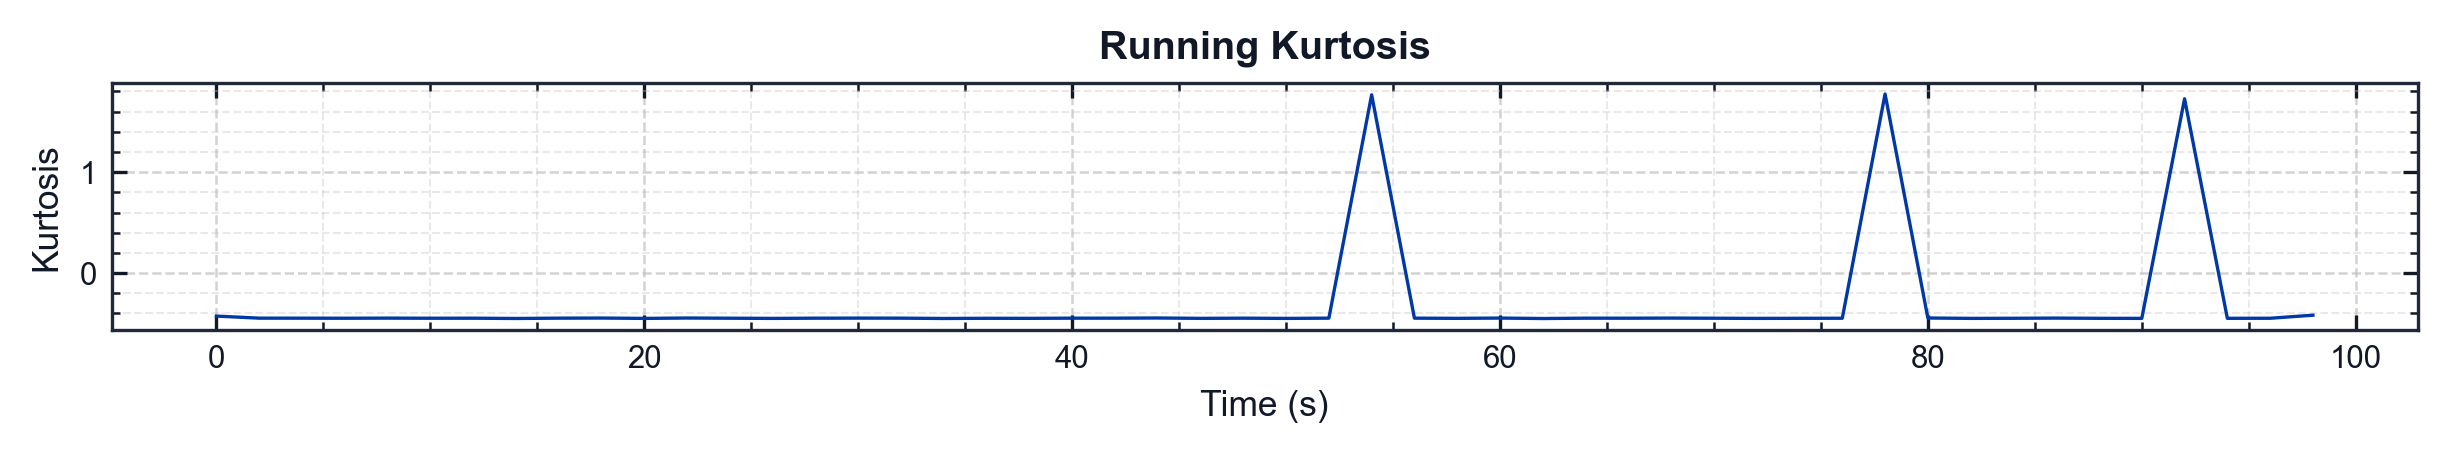 Running Kurtosis
Kurtosis
1
0
0 20 40 60 80 100
Time (s)